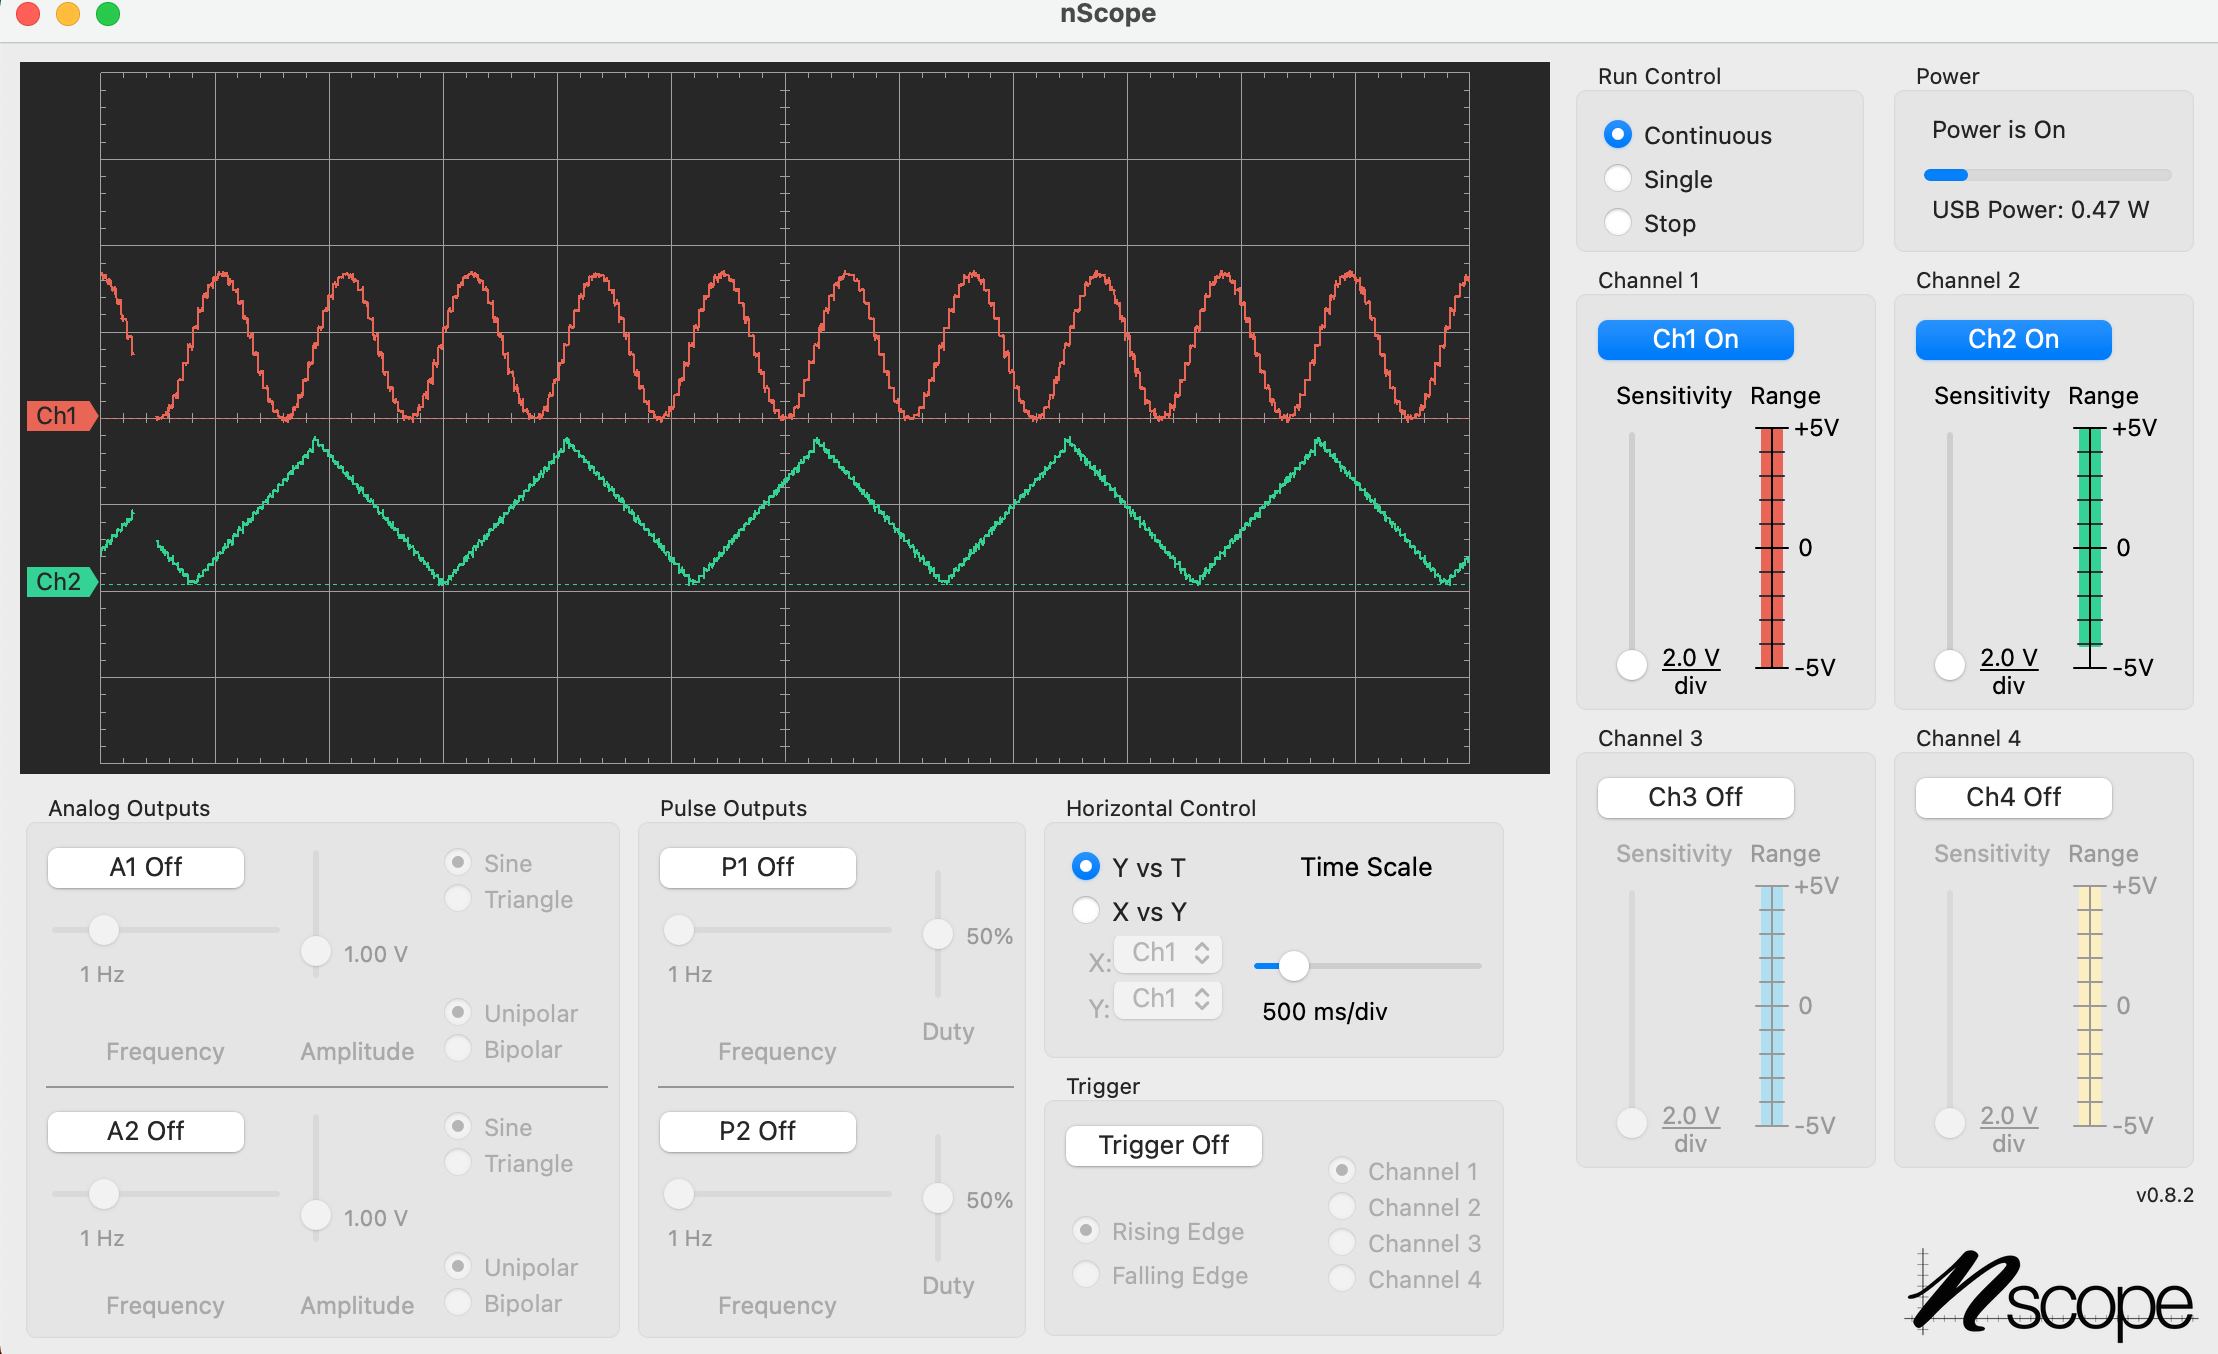 nScope
Ch1
Ch2
Run Control
Continuous
Single
Stop
Power
Power is On
USB Power: 0.47 W
Channel 1
Ch1 On
Sensitivity Range
+5V
0
-5V
2.0 V
div
Channel 2
Ch2 On
Sensitivity Range
+5V
0
-5V
2.0 V
div
Channel 3
Ch3 Off
Sensitivity Range
+5V
0
-5V
2.0 V
div
Channel 4
Ch4 Off
Sensitivity Range
+5V
0
-5V
2.0 V
div
Analog Outputs
A1 Off
1 Hz
Frequency
1.00 V
Amplitude
Sine
Triangle
Unipolar
Bipolar
A2 Off
1 Hz
Frequency
1.00 V
Amplitude
Sine
Triangle
Unipolar
Bipolar
Pulse Outputs
P1 Off
1 Hz
Frequency
50%
Duty
P2 Off
1 Hz
Frequency
50%
Duty
Horizontal Control
Y vs T
X vs Y
X: Ch1
Y: Ch1
Time Scale
500 ms/div
Trigger
Trigger Off
Rising Edge
Falling Edge
Channel 1
Channel 2
Channel 3
Channel 4
v0.8.2
nscope